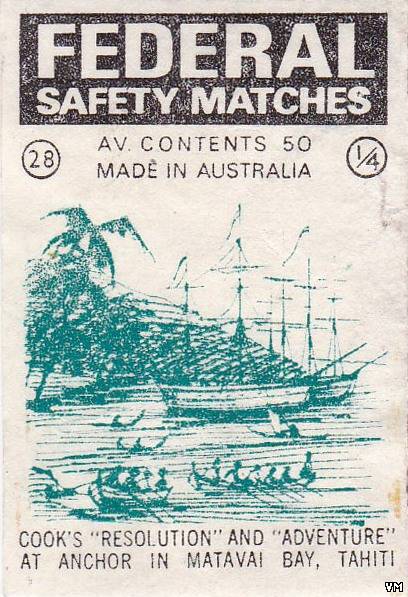 FEDERAL
SAFETY MATCHES
AV. CONTENTS 50
28
¼
MADE IN AUSTRALIA
COOK'S "RESOLUTION" AND "ADVENTURE"
AT ANCHOR IN MATAVAI BAY, TAHITI
VM